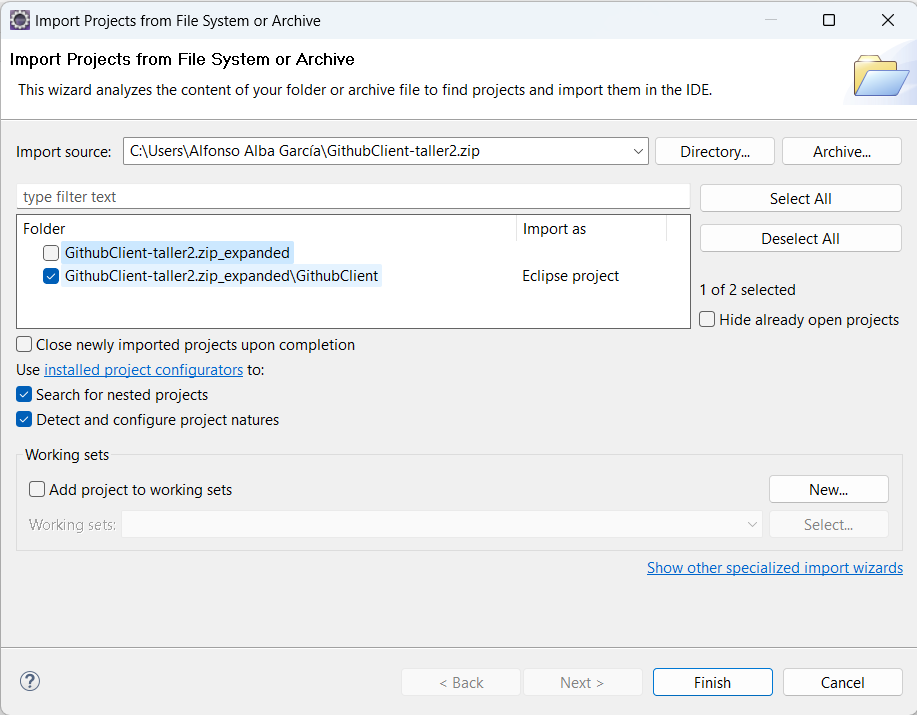 Import Projects from File System or Archive
Import Projects from File System or Archive
This wizard analyzes the content of your folder or archive file to find projects and import them in the IDE.
Import source: C:\Users\Alfonso Alba García\GithubClient-taller2.zip Directory... Archive...
type filter text Select All
Folder Import as
Deselect All
GithubClient-taller2.zip_expanded
GithubClient-taller2.zip_expanded\GithubClient Eclipse project
1 of 2 selected
Hide already open projects
Close newly imported projects upon completion
Use installed project configurators to:
Search for nested projects
Detect and configure project natures
Working sets
Add project to working sets New...
Working sets: Select...
Show other specialized import wizards
? < Back Next > Finish Cancel